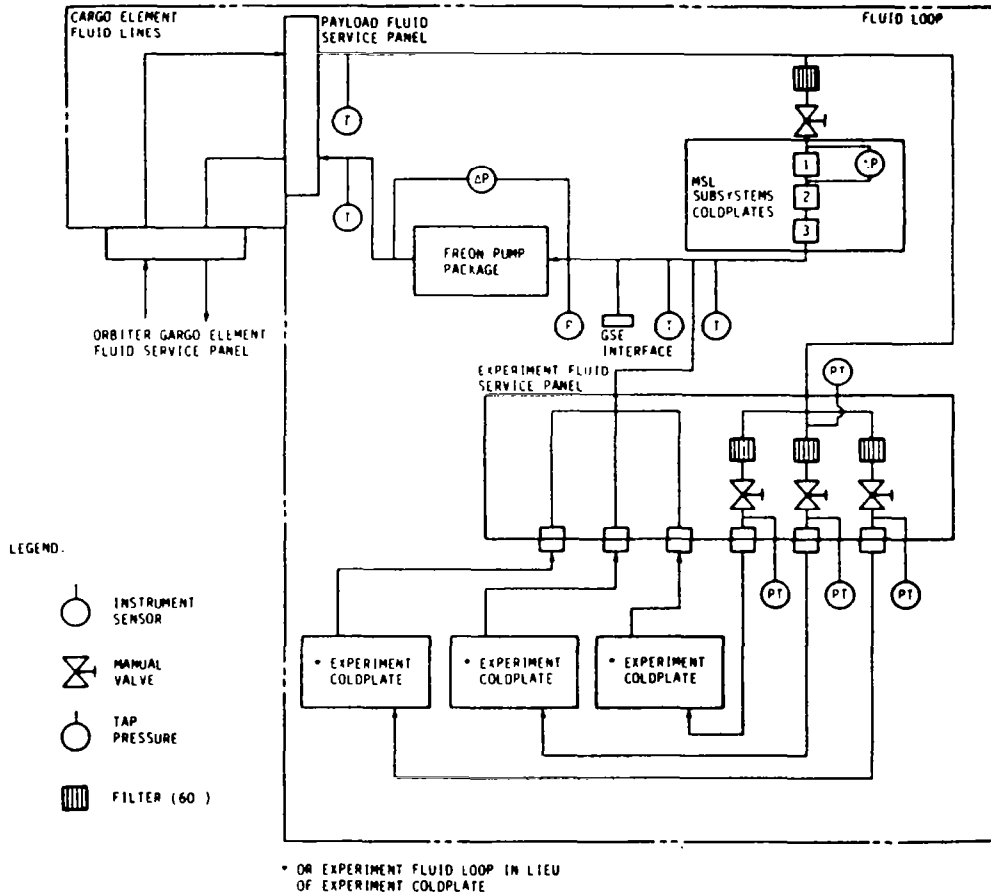 CARGO ELEMENT
FLUID LINES
PAYLOAD FLUID
SERVICE PANEL
FLUID LOOP
T
T
ΔP
FREON PUMP
PACKAGE
MSL
SUBSYSTEMS
COLDPLATES
1
2
3
ΔP
ORBITER GARGO ELEMENT
FLUID SERVICE PANEL
P
GSE
INTERFACE
T
T
EXPERIMENT FLUID
SERVICE PANEL
PT
PT
PT
PT
LEGEND.
INSTRUMENT
SENSOR
MANUAL
VALVE
TAP
PRESSURE
FILTER (60 )
* EXPERIMENT
COLDPLATE
* EXPERIMENT
COLDPLATE
* EXPERIMENT
COLDPLATE
* OR EXPERIMENT FLUID LOOP IN LIEU
OF EXPERIMENT COLDPLATE